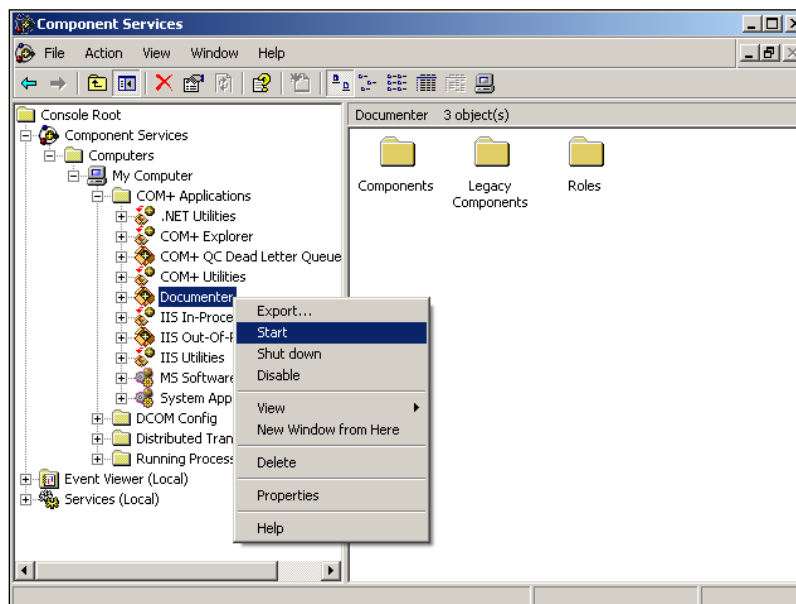 Component Services
File Action View Window Help
Console Root
Component Services
Computers
My Computer
COM+ Applications
.NET Utilities
COM+ Explorer
COM+ QC Dead Letter Queue
COM+ Utilities
Documenter
IIS In-Proce
IIS Out-Of-
IIS Utilities
MS Software
System App
DCOM Config
Distributed Tran
Running Process
Event Viewer (Local)
Services (Local)
Documenter 3 object(s)
Components
Legacy Components
Roles
Export...
Start
Shut down
Disable
View
New Window from Here
Delete
Properties
Help